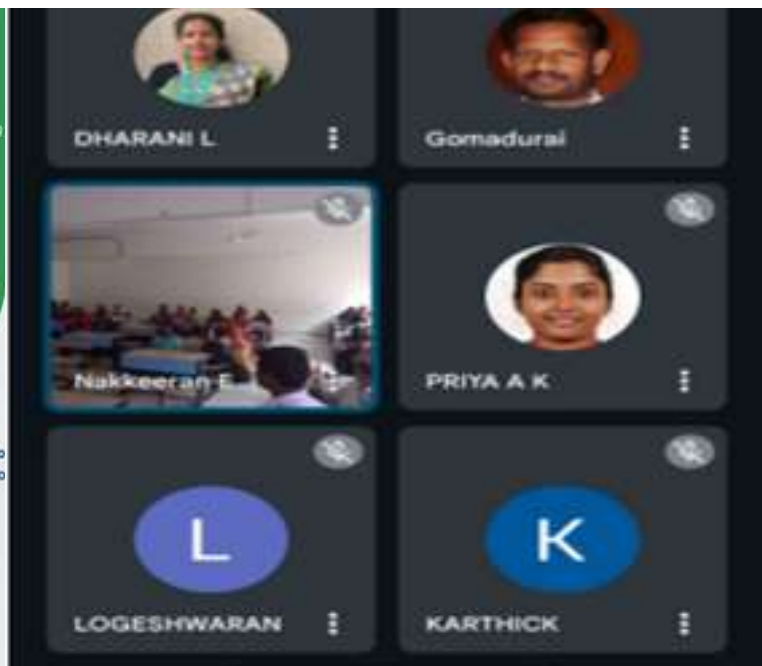 DHARANI L
Gomadurai
Nakkeeran E
PRIYA A K
L
K
LOGESHWARAN
KARTHICK